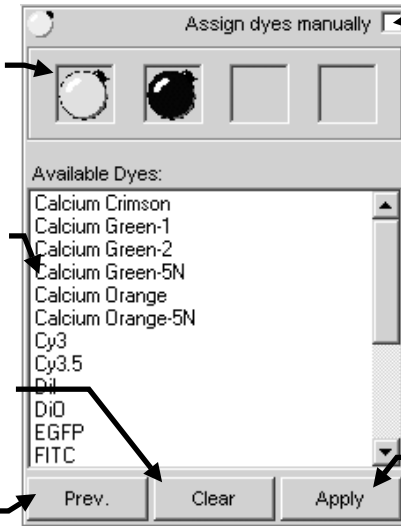 Assign dyes manually
Available Dyes:
Calcium Crimson
Calcium Green-1
Calcium Green-2
Calcium Green-5N
Calcium Orange
Calcium Orange-5N
Cy3
Cy3.5
DiI
DiO
EGFP
FITC
Prev. Clear Apply